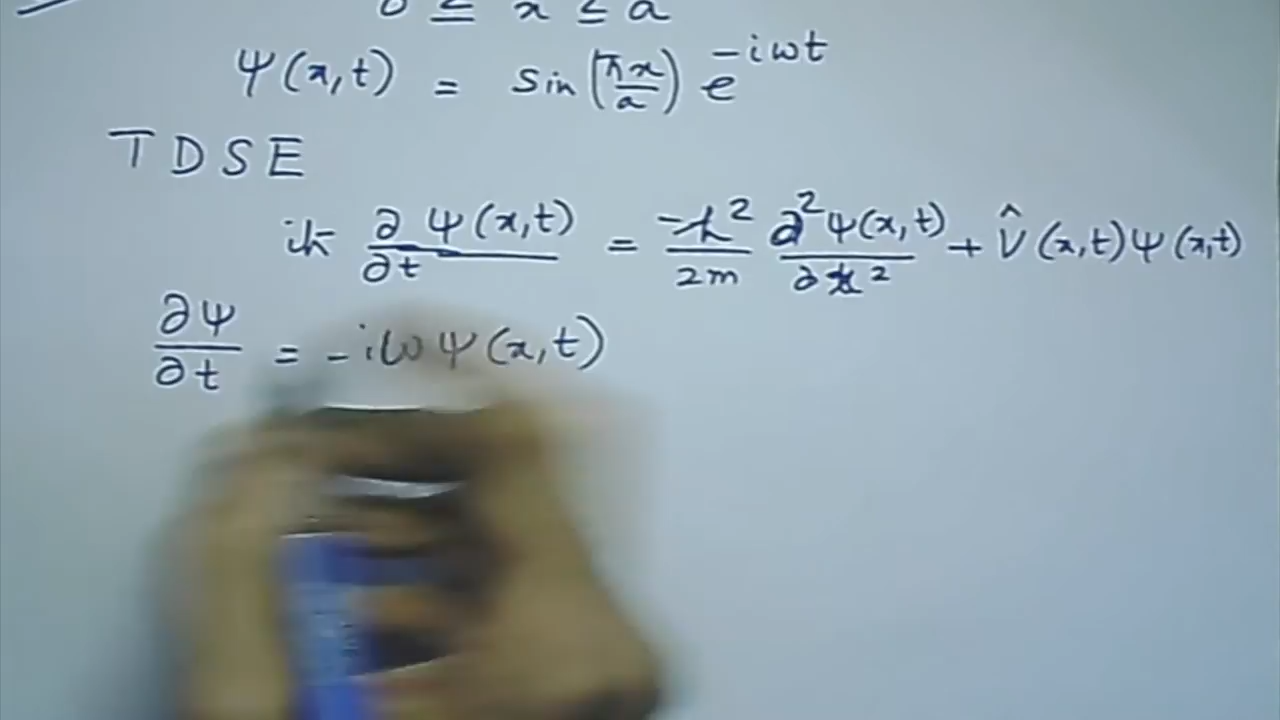 0 ≤ x ≤ a
Ψ(x,t) = Sin(πx/a) e^{-iωt}
TDSE
iħ ∂Ψ(x,t)/∂t = -ħ²/2m ∂²Ψ(x,t)/∂x² + V̂(x,t)Ψ(x,t)
∂Ψ/∂t = -iωΨ(x,t)